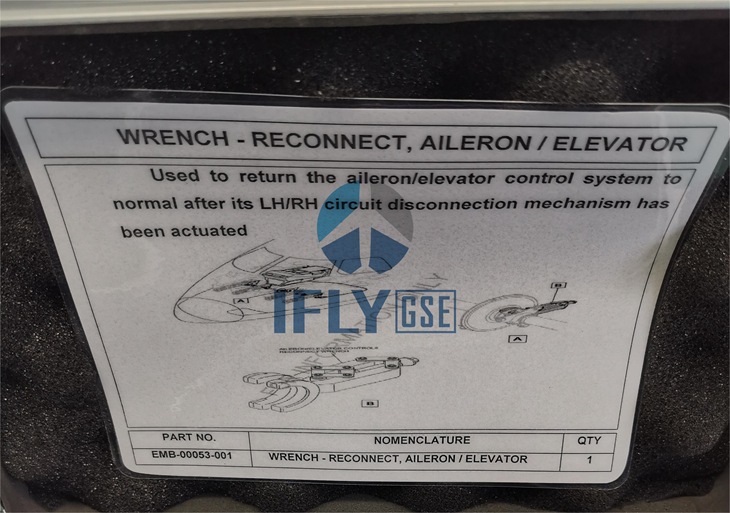 WRENCH - RECONNECT, AILERON / ELEVATOR
Used to return the aileron/elevator control system to
normal after its LH/RH circuit disconnection mechanism has
been actuated
IFLY GSE
A
B
A
B
PART NO. NOMENCLATURE QTY
EMB-00053-001 WRENCH - RECONNECT, AILERON / ELEVATOR 1